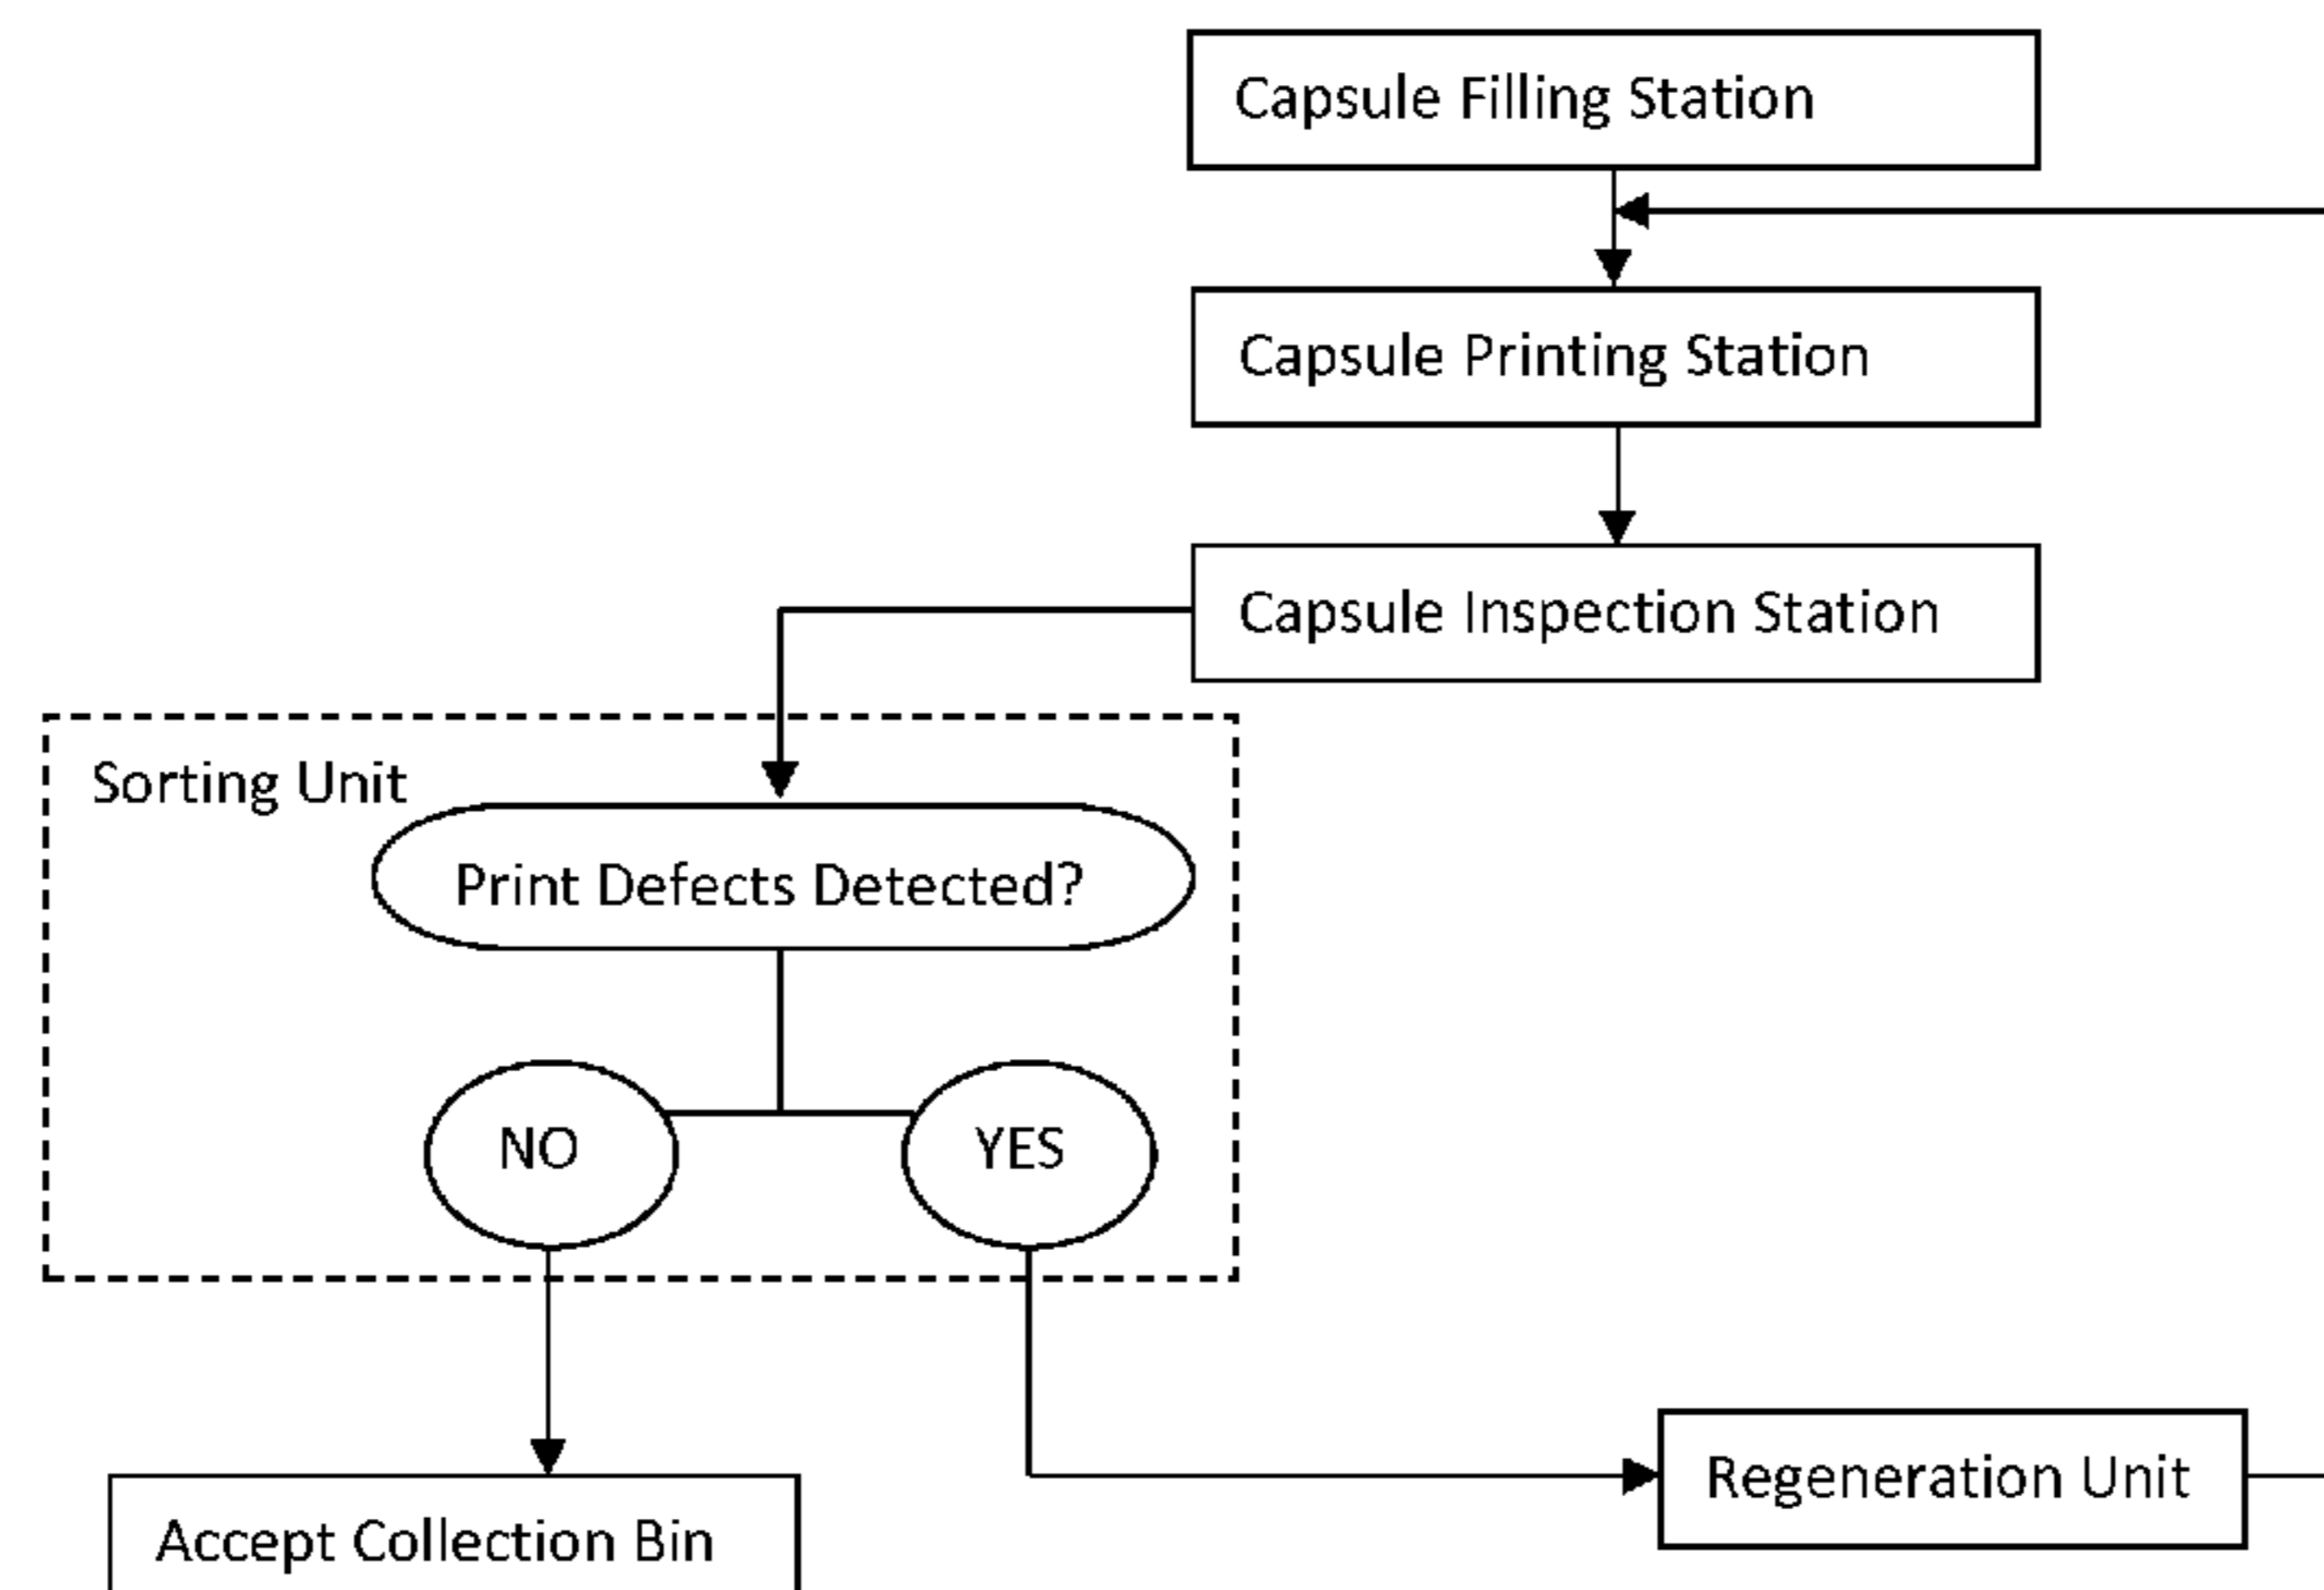 Capsule Filling Station
Capsule Printing Station
Capsule Inspection Station
Sorting Unit
Print Defects Detected?
NO
YES
Regeneration Unit
Accept Collection Bin